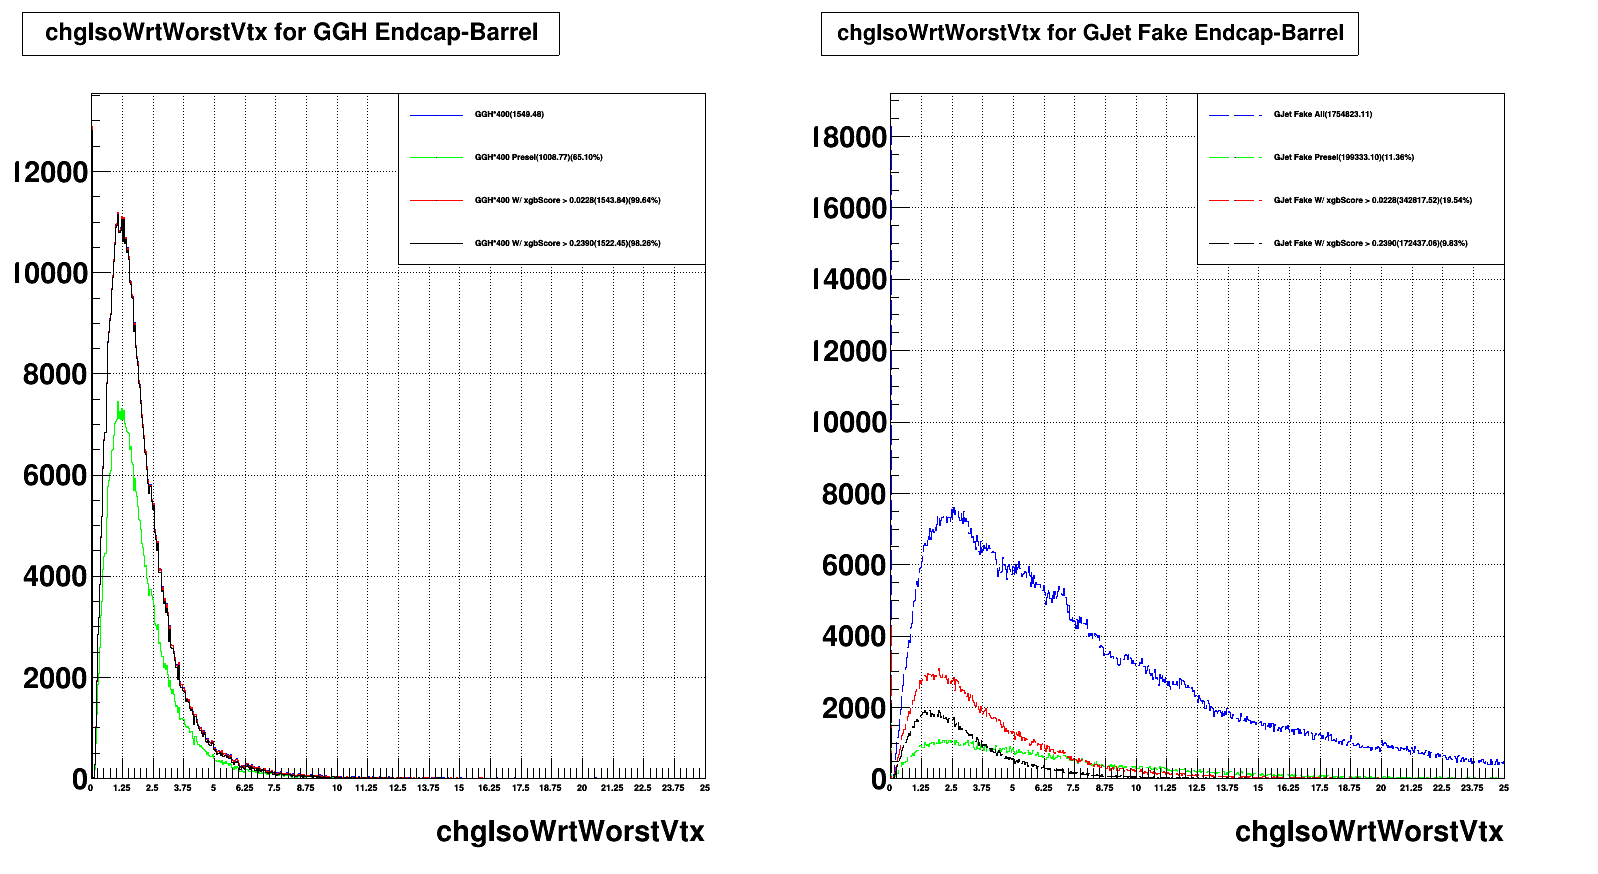 chgIsoWrtWorstVtx for GGH Endcap-Barrel
GGH*400(1549.48)
GGH*400 Presel(1008.77)(65.10%)
GGH*400 W/ xgbScore > 0.0228(1543.84)(99.64%)
GGH*400 W/ xgbScore > 0.2390(1522.45)(98.26%)
12000
10000
8000
6000
4000
2000
0
0 1.25 2.5 3.75 5 6.25 7.5 8.75 10 11.25 12.5 13.75 15 16.25 17.5 18.75 20 21.25 22.5 23.75 25
chgIsoWrtWorstVtx
chgIsoWrtWorstVtx for GJet Fake Endcap-Barrel
GJet Fake All(1754823.11)
GJet Fake Presel(199333.10)(11.36%)
GJet Fake W/ xgbScore > 0.0228(342817.52)(19.54%)
GJet Fake W/ xgbScore > 0.2390(172437.06)(9.83%)
18000
16000
14000
12000
10000
8000
6000
4000
2000
0
0 1.25 2.5 3.75 5 6.25 7.5 8.75 10 11.25 12.5 13.75 15 16.25 17.5 18.75 20 21.25 22.5 23.75 25
chgIsoWrtWorstVtx